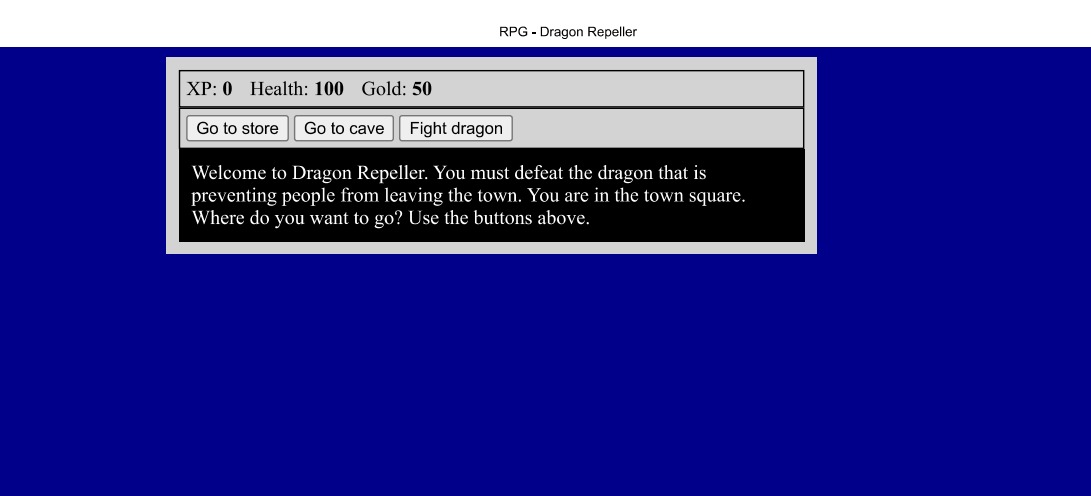 RPG - Dragon Repeller
XP: 0 Health: 100 Gold: 50
Go to store Go to cave Fight dragon
Welcome to Dragon Repeller. You must defeat the dragon that is
preventing people from leaving the town. You are in the town square.
Where do you want to go? Use the buttons above.